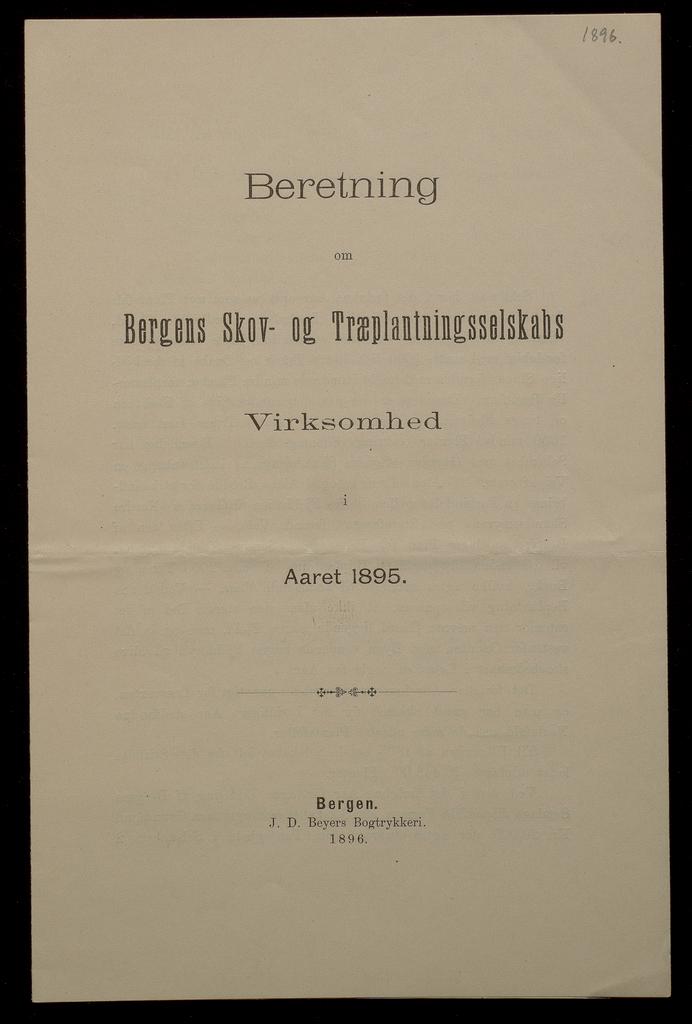 1896.
Beretning
om
Bergens Skov- og Træplantningsselskabs
Virksomhed
i
Aaret 1895.
Bergen.
J. D. Beyers Bogtrykkeri.
1896.